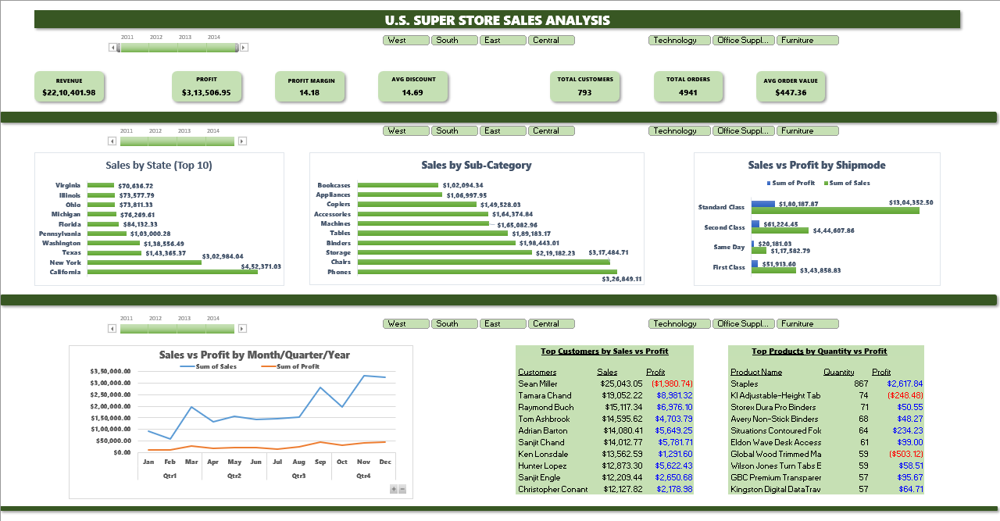 U.S. SUPER STORE SALES ANALYSIS
2011 2012 2013 2014
West South East Central
Technology Office Suppl... Furniture
REVENUE
$22,10,401.98
PROFIT
$3,13,506.95
PROFIT MARGIN
14.18
AVG DISCOUNT
14.69
TOTAL CUSTOMERS
793
TOTAL ORDERS
4941
AVG ORDER VALUE
$447.36
2011 2012 2013 2014
West South East Central
Technology Office Suppl... Furniture
Sales by State (Top 10)
Virginia $70,636.72
Illinois $73,577.79
Ohio $73,811.33
Michigan $76,269.61
Florida $84,132.33
Pennsylvania $1,03,000.28
Washington $1,38,556.49
Texas $1,43,365.37
New York $3,02,984.04
California $4,52,371.03
Sales by Sub-Category
Bookcases $1,02,094.34
Appliances $1,06,997.95
Copiers $1,49,528.03
Accessories $1,64,374.84
Machines $1,65,082.96
Tables $1,89,183.17
Binders $1,98,443.01
Storage $2,19,182.23
Chairs $3,17,484.71
Phones $3,26,849.11
Sales vs Profit by Shipmode
Sum of Profit Sum of Sales
Standard Class $1,80,187.87 $13,04,352.50
Second Class $61,224.45 $4,44,607.86
Same Day $20,181.03 $1,17,582.79
First Class $51,913.60 $3,43,858.83
2011 2012 2013 2014
West South East Central
Technology Office Suppl... Furniture
Sales vs Profit by Month/Quarter/Year
Sum of Sales Sum of Profit
$3,50,000.00
$3,00,000.00
$2,50,000.00
$2,00,000.00
$1,50,000.00
$1,00,000.00
$50,000.00
$0.00
Jan Feb Mar Apr May Jun Jul Aug Sep Oct Nov Dec
Qtr1 Qtr2 Qtr3 Qtr4
Top Customers by Sales vs Profit
Customers Sales Profit
Sean Miller $25,043.05 ($1,980.74)
Tamara Chand $19,052.22 $8,981.32
Raymond Buch $15,117.34 $6,976.10
Tom Ashbrook $14,595.62 $4,703.79
Adrian Barton $14,080.41 $5,649.25
Sanjit Chand $14,012.77 $5,781.71
Ken Lonsdale $13,562.59 $1,291.60
Hunter Lopez $12,873.30 $5,622.43
Sanjit Engle $12,209.44 $2,650.68
Christopher Conant $12,127.82 $2,178.98
Top Products by Quantity vs Profit
Product Name Quantity Profit
Staples 867 $2,617.84
KI Adjustable-Height Tab 74 ($248.48)
Storex Dura Pro Binders 71 $50.55
Avery Non-Stick Binders 68 $48.27
Situations Contoured Folc 64 $234.23
Eldon Wave Desk Access 61 $99.00
Global Wood Trimmed Ma 59 ($503.12)
Wilson Jones Turn Tabs E 59 $58.51
GBC Premium Transparer 57 $95.67
Kingston Digital DataTrav 57 $64.71